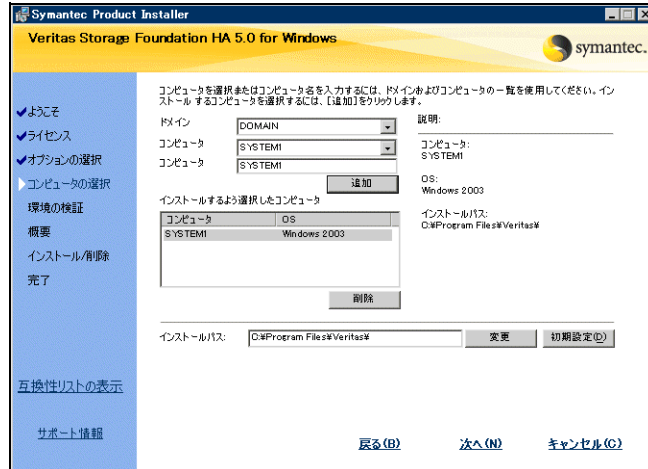 Symantec Product Installer
Veritas Storage Foundation HA 5.0 for Windows
symantec.
ようこそ
ライセンス
オプションの選択
コンピュータの選択
環境の検証
概要
インストール/削除
完了
互換性リストの表示
サポート情報
コンピュータを選択またはコンピュータ名を入力するには、ドメインおよびコンピュータの一覧を使用してください。イン
ストール するコンピュータを選択するには、[追加]をクリックします。
ドメイン
DOMAIN
コンピュータ
SYSTEM1
コンピュータ
SYSTEM1
追加
インストールするよう選択したコンピュータ
コンピュータ OS
SYSTEM1 Windows 2003
削除
説明:
コンピュータ:
SYSTEM1
OS:
Windows 2003
インストールパス:
C:¥Program Files¥Veritas¥
インストールパス:
C:¥Program Files¥Veritas¥
変更
初期設定(D)
戻る(B)
次へ(N)
キャンセル(C)